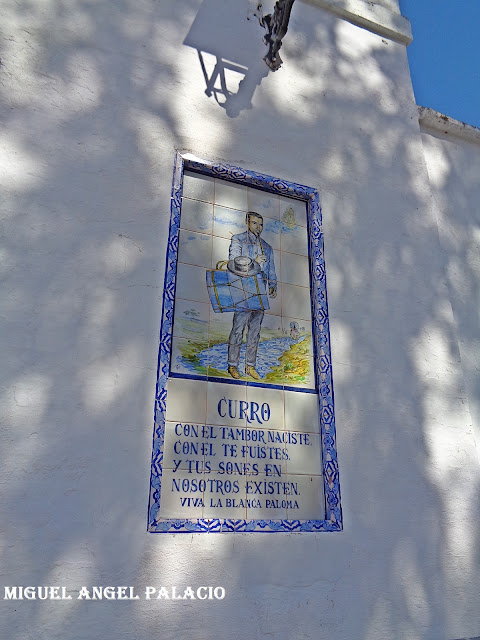 CURRO
CON EL TAMBOR NACISTE,
CON EL TE FUÍSTES,
Y TUS SONES EN
NOSOTROS EXISTEN.
VIVA LA BLANCA PALOMA
MIGUEL ANGEL PALACIO